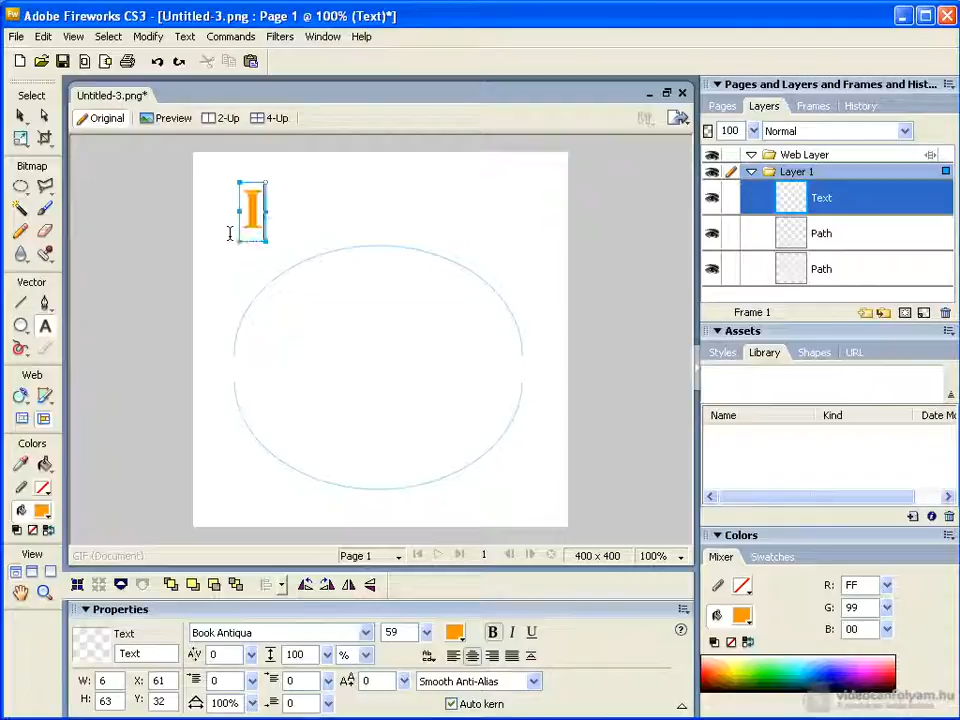 Adobe Fireworks CS3 - [Untitled-3.png : Page 1 @ 100% (Text)*]
File Edit View Select Modify Text Commands Filters Window Help
Select
Bitmap
Vector
A
Web
Colors
View
Untitled-3.png*
Original Preview 2-Up 4-Up
I
GIF (Document)
Page 1 1 400 x 400 100%
Pages and Layers and Frames and Hist...
Pages Layers Frames History
100 Normal
Web Layer
Layer 1
Text
Path
Path
Frame 1
Assets
Styles Library Shapes URL
Name Kind Date Mo
Colors
Mixer Swatches
R: FF
G: 99
B: 00
Properties
Text Book Antiqua 59 B I U
Text 0 100 %
W: 6 X: 61 0 0 0 Smooth Anti-Alias
H: 63 Y: 32 100% 0 Auto kern
videotanfolyam.hu